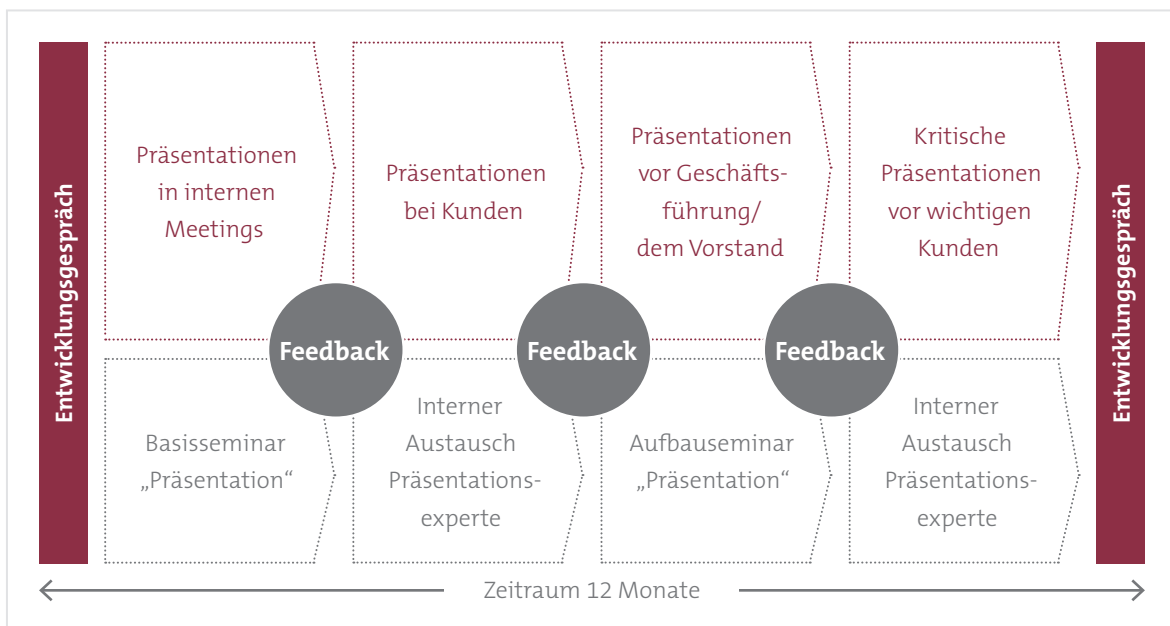 Entwicklungsgespräch
Präsentationen
in internen
Meetings
Präsentationen
bei Kunden
Präsentationen
vor Geschäfts-
führung/
dem Vorstand
Kritische
Präsentationen
vor wichtigen
Kunden
Feedback
Feedback
Feedback
Basisseminar
„Präsentation“
Interner
Austausch
Präsentations-
experte
Aufbauseminar
„Präsentation“
Interner
Austausch
Präsentations-
experte
Entwicklungsgespräch
Zeitraum 12 Monate